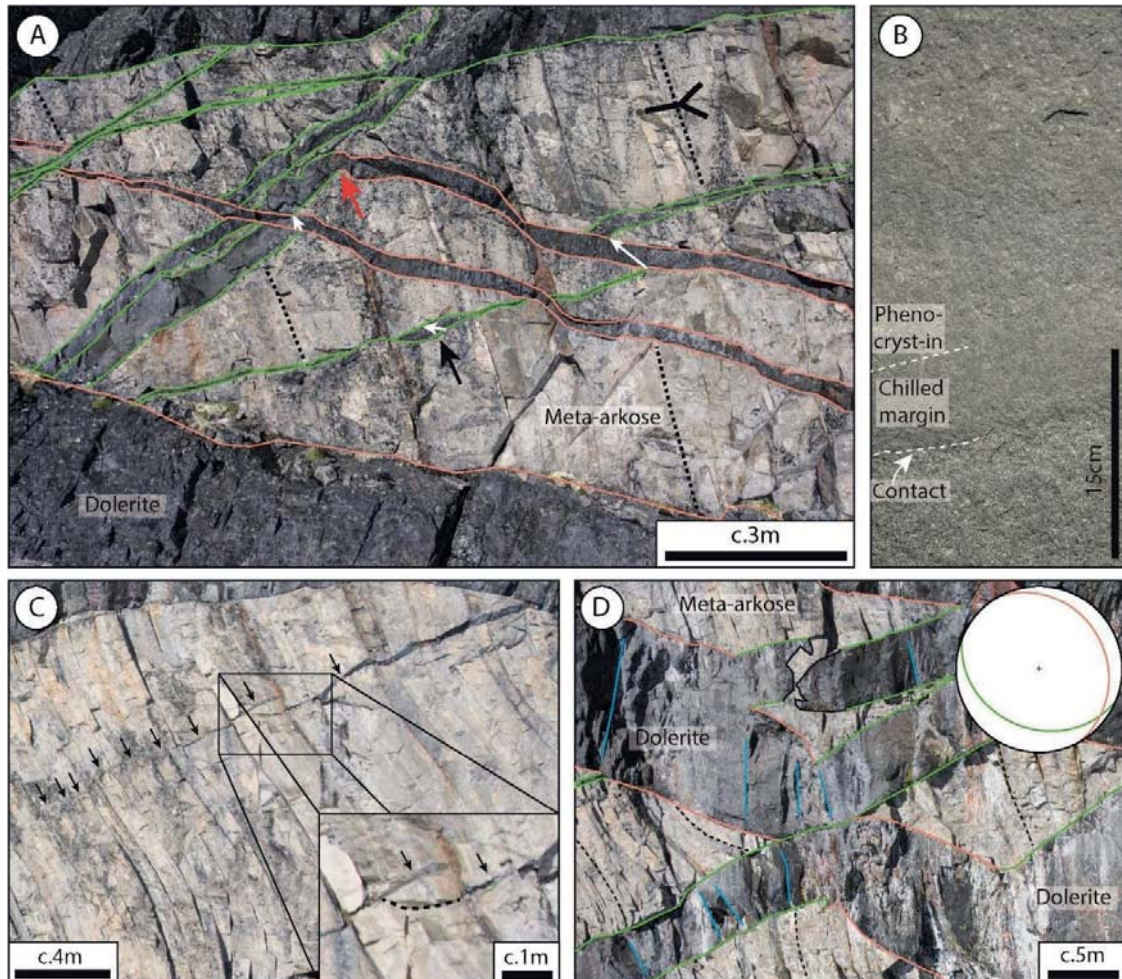 A
Meta-arkose
Dolerite
c.3m
B
Pheno-
cryst-in
Chilled
margin
Contact
15cm
C
c.4m
c.1m
D
Meta-arkose
Dolerite
Dolerite
c.5m